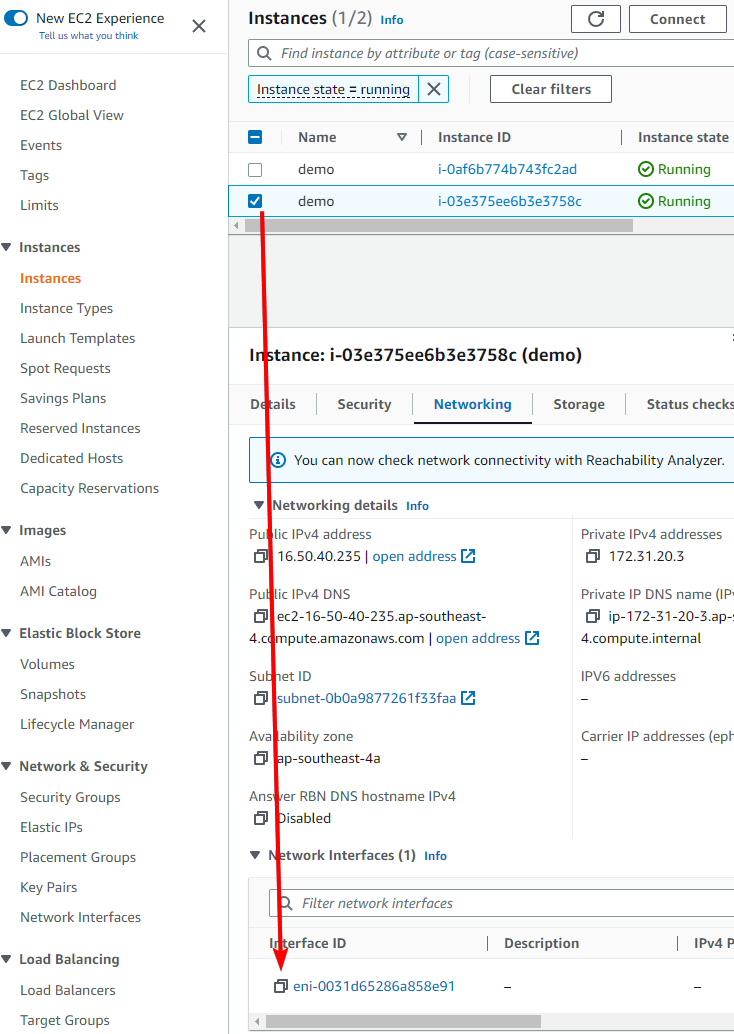 New EC2 Experience
Tell us what you think
EC2 Dashboard
EC2 Global View
Events
Tags
Limits
Instances
Instances
Instance Types
Launch Templates
Spot Requests
Savings Plans
Reserved Instances
Dedicated Hosts
Capacity Reservations
Images
AMIs
AMI Catalog
Elastic Block Store
Volumes
Snapshots
Lifecycle Manager
Network & Security
Security Groups
Elastic IPs
Placement Groups
Key Pairs
Network Interfaces
Load Balancing
Load Balancers
Target Groups
Instances (1/2) Info
Connect
Find instance by attribute or tag (case-sensitive)
Instance state = running
Clear filters
Name Instance ID Instance state
demo i-0af6b774b743fc2ad Running
demo i-03e375ee6b3e3758c Running
Instance: i-03e375ee6b3e3758c (demo)
Details Security Networking Storage Status checks
You can now check network connectivity with Reachability Analyzer.
Networking details Info
Public IPv4 address
16.50.40.235 | open address
Public IPv4 DNS
ec2-16-50-40-235.ap-southeast-
4.compute.amazonaws.com | open address
Subnet ID
subnet-0b0a9877261f33faa
Availability zone
ap-southeast-4a
Answer RBN DNS hostname IPv4
Disabled
Private IPv4 addresses
172.31.20.3
Private IP DNS name (IPv
ip-172-31-20-3.ap-s
4.compute.internal
IPV6 addresses
–
Carrier IP addresses (eph
–
Network Interfaces (1) Info
Filter network interfaces
Interface ID Description IPv4 P
eni-0031d65286a858e91 – –